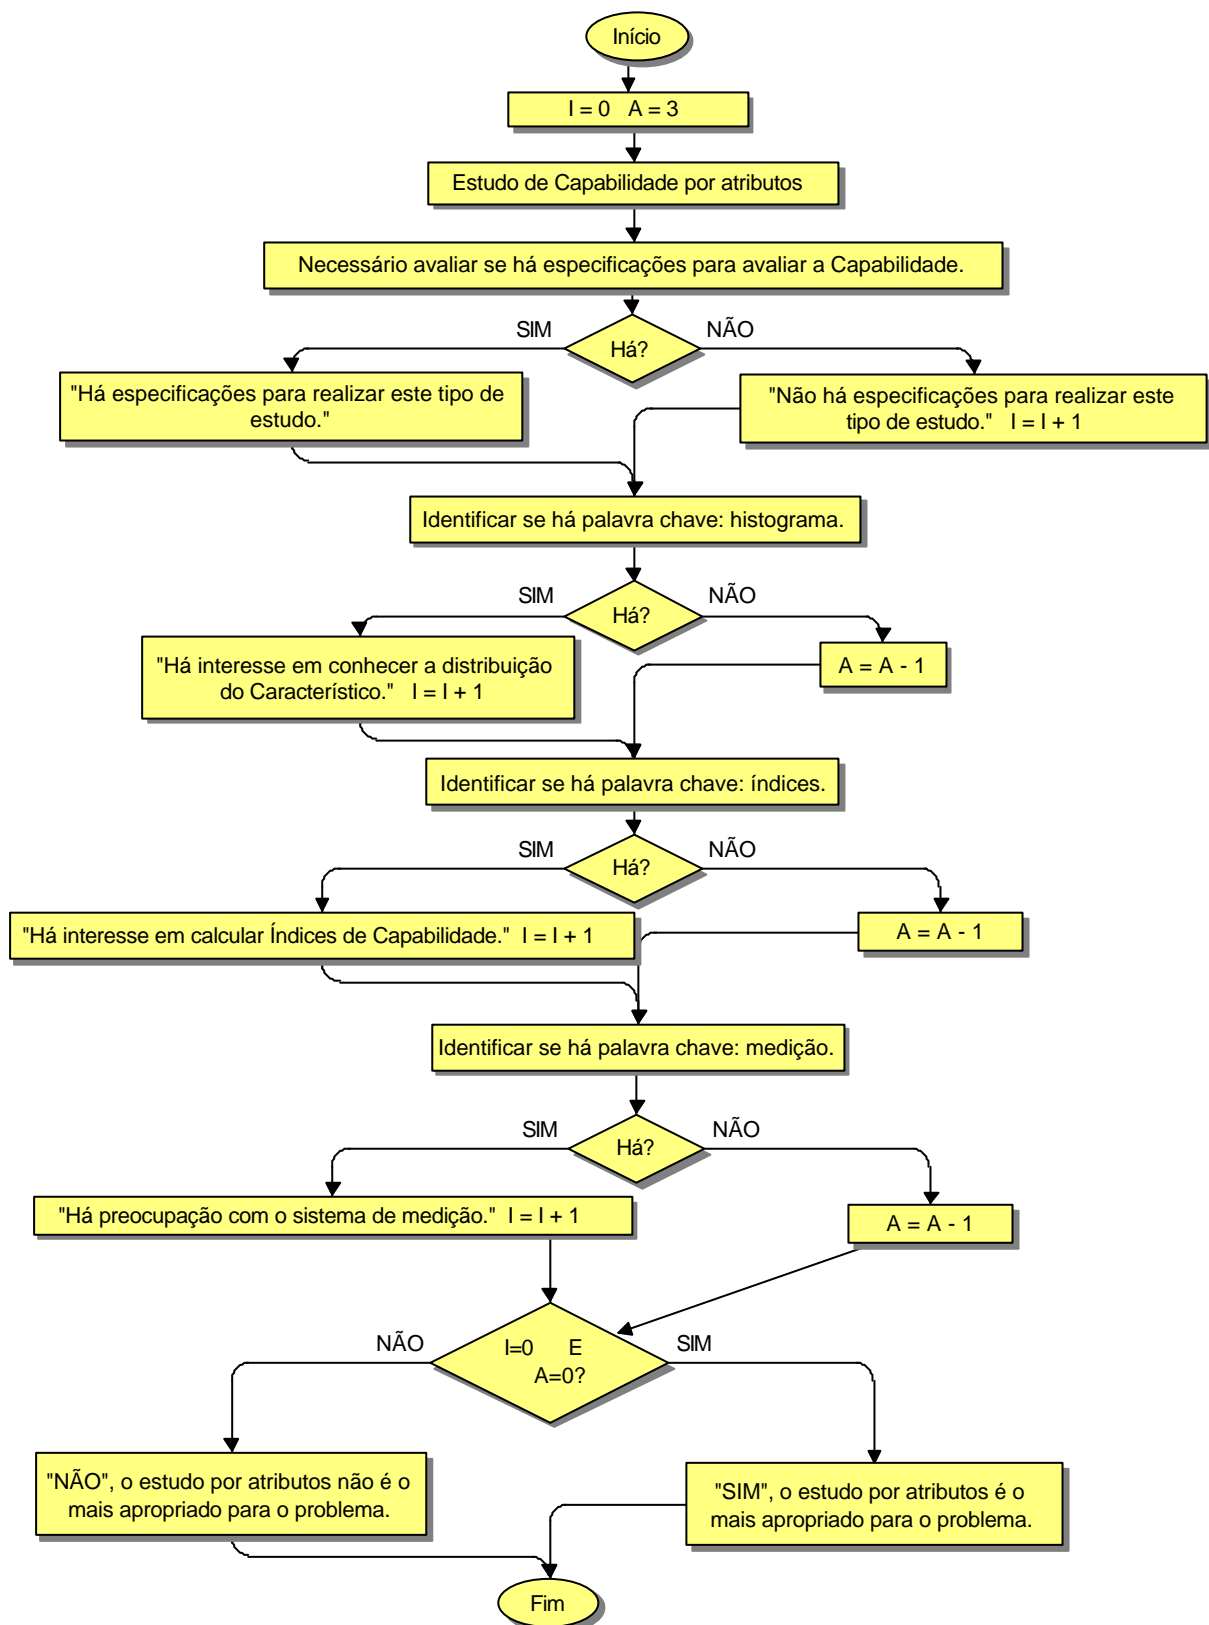 Início
I = 0 A = 3
Estudo de Capabilidade por atributos
Necessário avaliar se há especificações para avaliar a Capabilidade.
SIM
NÃO
Há?
"Há especificações para realizar este tipo de
estudo."
"Não há especificações para realizar este
tipo de estudo." I = I + 1
Identificar se há palavra chave: histograma.
SIM
NÃO
Há?
"Há interesse em conhecer a distribuição
do Característico." I = I + 1
A = A - 1
Identificar se há palavra chave: índices.
SIM
NÃO
Há?
"Há interesse em calcular Índices de Capabilidade." I = I + 1
A = A - 1
Identificar se há palavra chave: medição.
SIM
NÃO
Há?
"Há preocupação com o sistema de medição." I = I + 1
A = A - 1
NÃO
I=0 E
A=0?
SIM
"NÃO", o estudo por atributos não é o
mais apropriado para o problema.
"SIM", o estudo por atributos é o
mais apropriado para o problema.
Fim